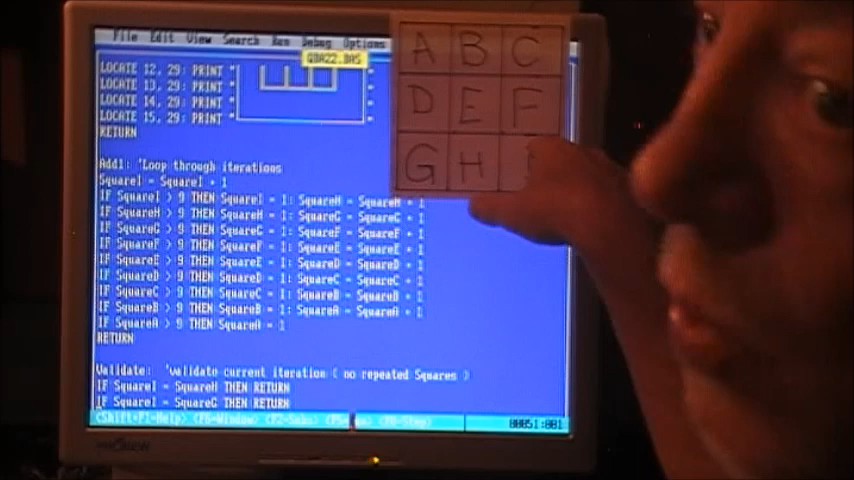 File Edit View Search Run Debug Options
QBA22.BAS
LOCATE 12, 29: PRINT "
LOCATE 13, 29: PRINT "
LOCATE 14, 29: PRINT "
LOCATE 15, 29: PRINT "
RETURN
Add1: 'Loop through iterations
SquareI = SquareI + 1
IF SquareI > 9 THEN SquareI = 1: SquareH = SquareH + 1
IF SquareH > 9 THEN SquareH = 1: SquareG = SquareG + 1
IF SquareG > 9 THEN SquareG = 1: SquareF = SquareF + 1
IF SquareF > 9 THEN SquareF = 1: SquareE = SquareE + 1
IF SquareE > 9 THEN SquareE = 1: SquareD = SquareD + 1
IF SquareD > 9 THEN SquareD = 1: SquareC = SquareC + 1
IF SquareC > 9 THEN SquareC = 1: SquareB = SquareB + 1
IF SquareB > 9 THEN SquareB = 1: SquareA = SquareA + 1
IF SquareA > 9 THEN SquareA = 1
RETURN
Validate: 'validate current iteration ( no repeated Squares )
IF SquareI = SquareH THEN RETURN
IF SquareI = SquareG THEN RETURN
<Shift+F1=Help> <F6=Window> <F2=Subs> <F5=Run> <F8=Step>
00051:001
A B C
D E F
G H